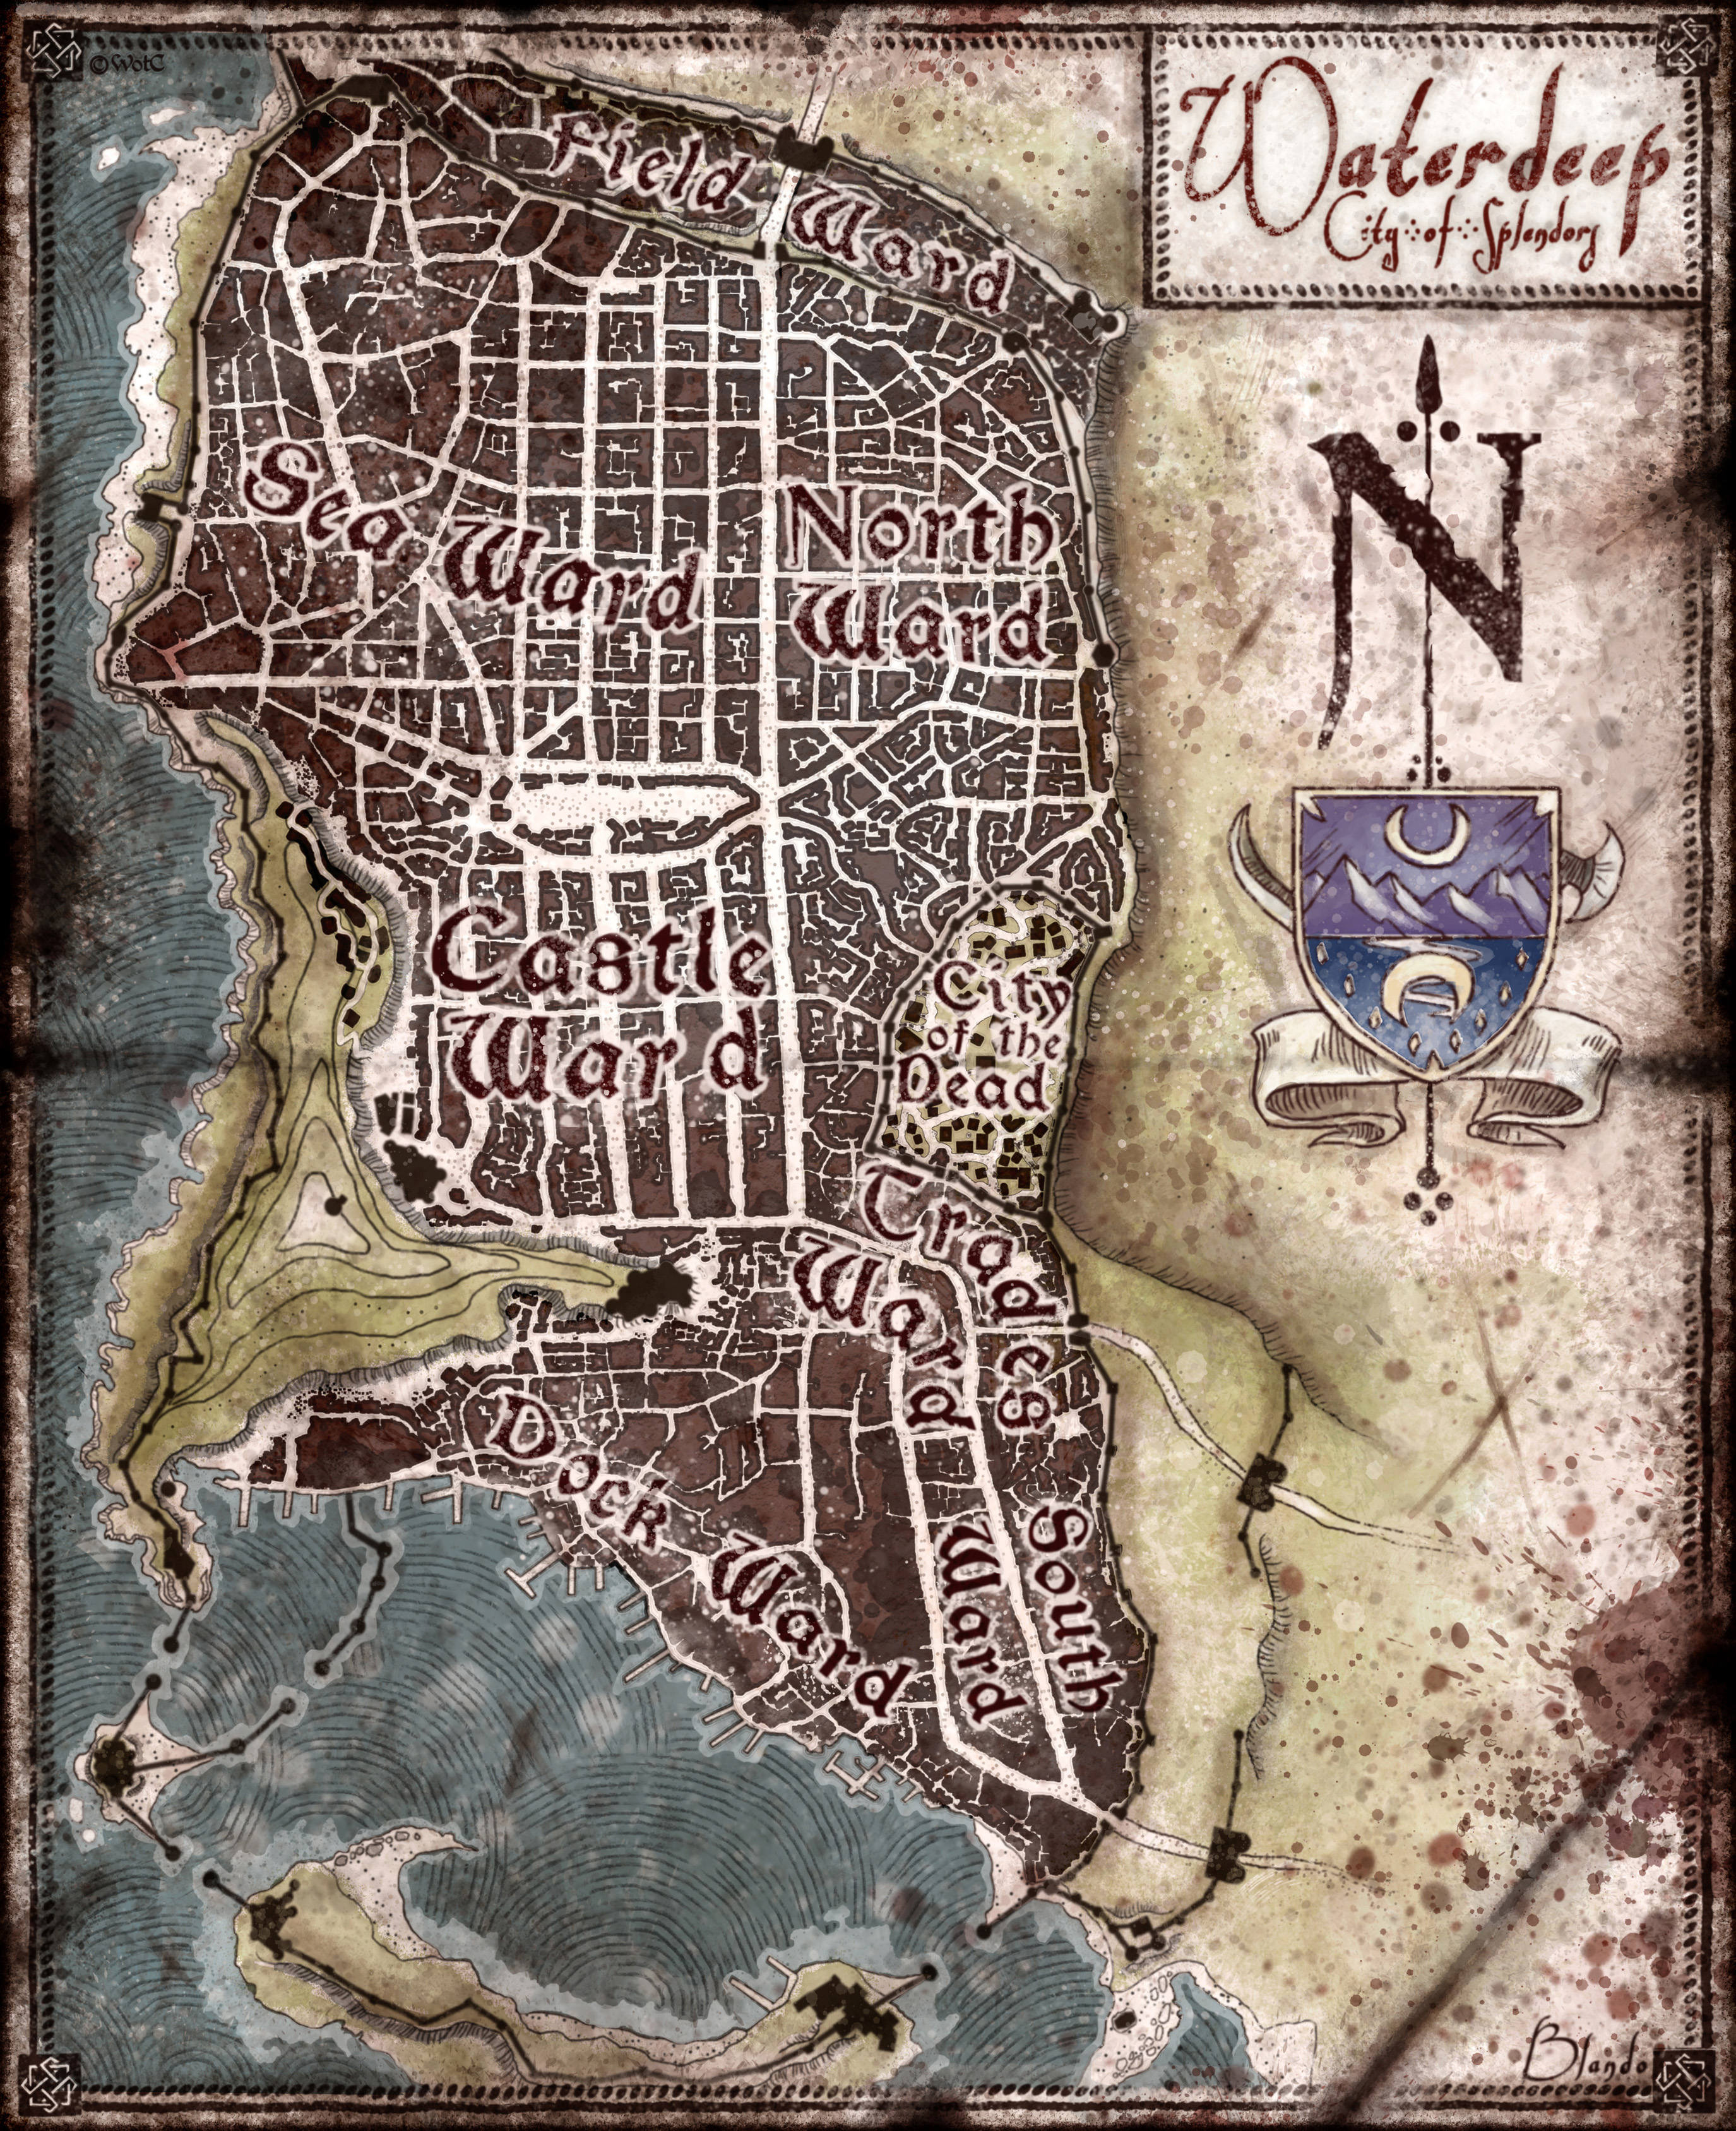 © WotC
Waterdeep
City of Splendors
N
Field Ward
Sea Ward
North
Ward
Castle
Ward
City
of the
Dead
Trades
Ward
Dock Ward
South
Ward
Blando